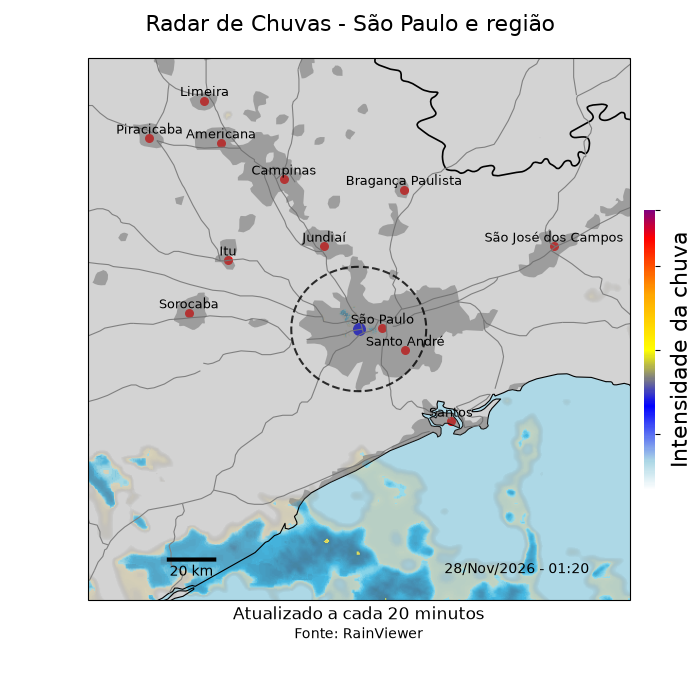 Radar de Chuvas - São Paulo e região
Limeira
Piracicaba
Americana
Campinas
Bragança Paulista
Jundiaí
São José dos Campos
Itu
Sorocaba
São Paulo
Santo André
Santos
Intensidade da chuva
20 km
28/Nov/2026 - 01:20
Atualizado a cada 20 minutos
Fonte: RainViewer